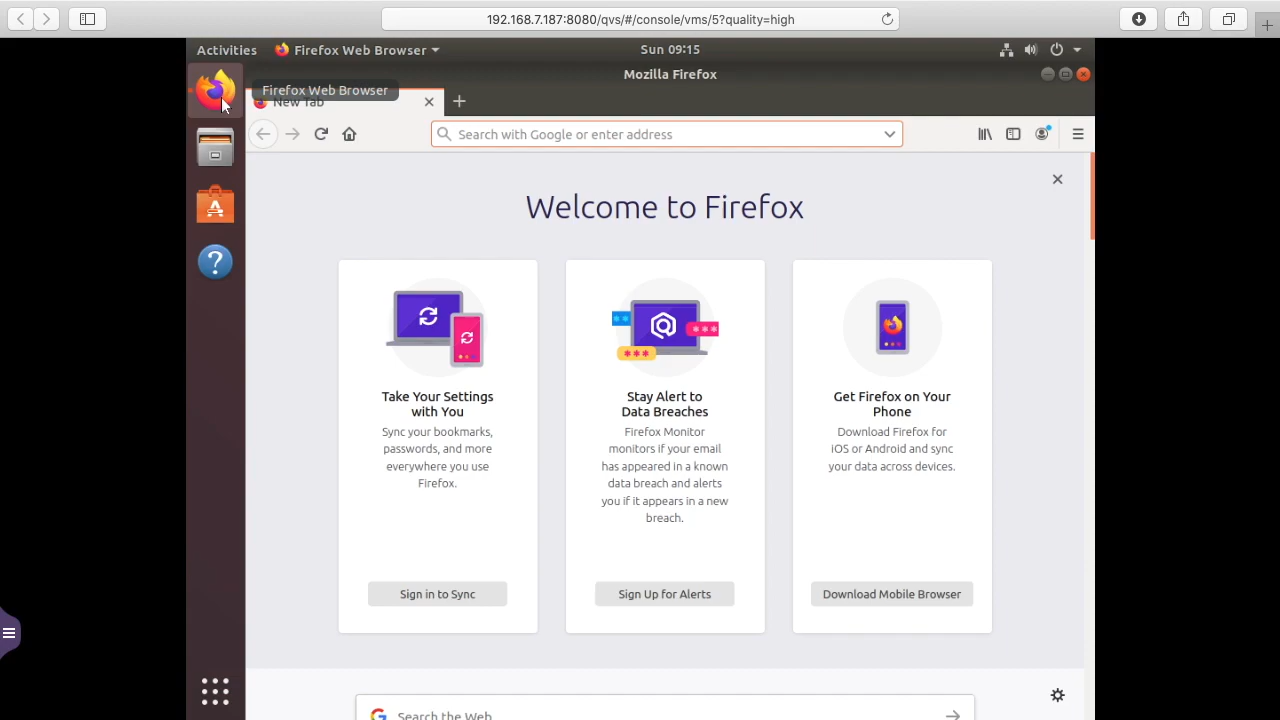 192.168.7.187:8080/qvs/#/console/vms/5?quality=high
Activities
Firefox Web Browser
Sun 09:15
Mozilla Firefox
Firefox Web Browser
New Tab
Search with Google or enter address
Welcome to Firefox
Take Your Settings
with You
Sync your bookmarks,
passwords, and more
everywhere you use
Firefox.
Sign in to Sync
Stay Alert to
Data Breaches
Firefox Monitor
monitors if your email
has appeared in a known
data breach and alerts
you if it appears in a new
breach.
Sign Up for Alerts
Get Firefox on Your
Phone
Download Firefox for
iOS or Android and sync
your data across devices.
Download Mobile Browser
Search the Web